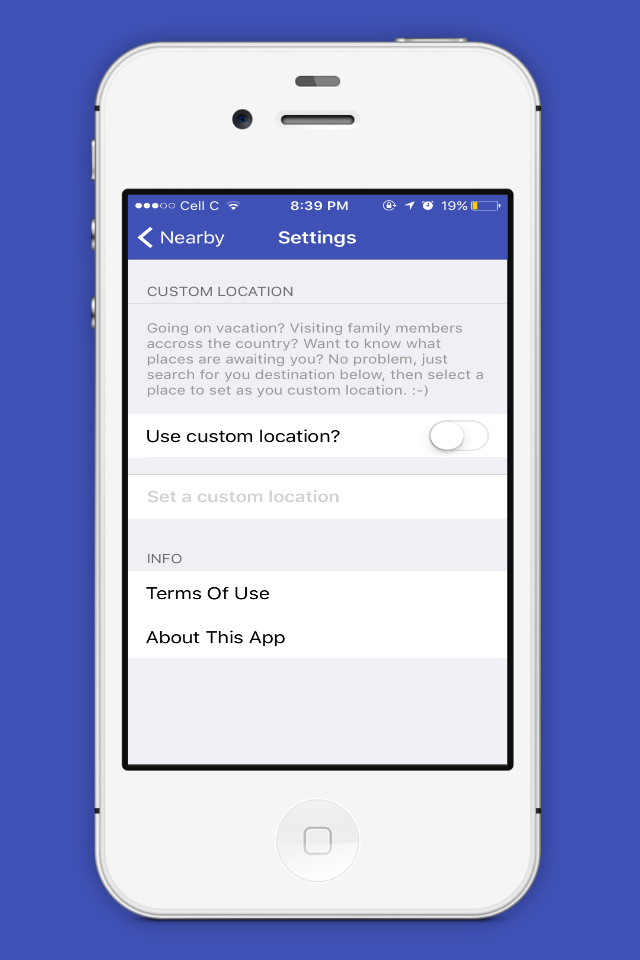 Cell C 8:39 PM 19%
Nearby Settings
CUSTOM LOCATION
Going on vacation? Visiting family members
accross the country? Want to know what
places are awaiting you? No problem, just
search for you destination below, then select a
place to set as you custom location. :-)
Use custom location?
Set a custom location
INFO
Terms Of Use
About This App